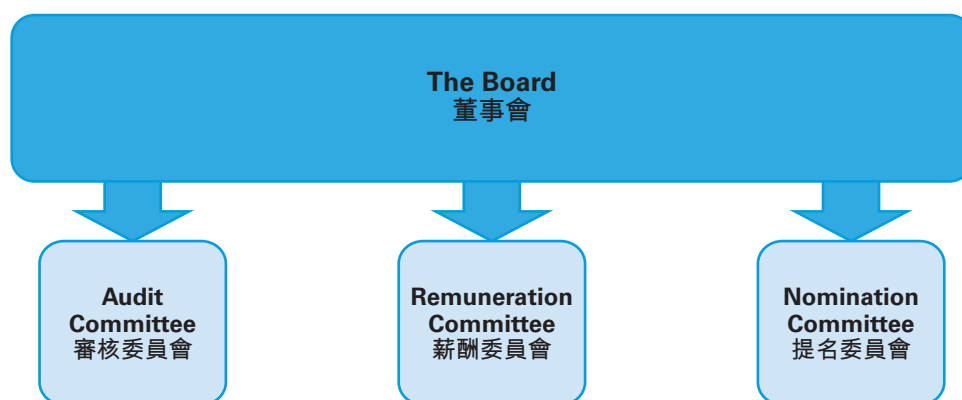 The Board
董事會
Audit
Committee
審核委員會
Remuneration
Committee
薪酬委員會
Nomination
Committee
提名委員會